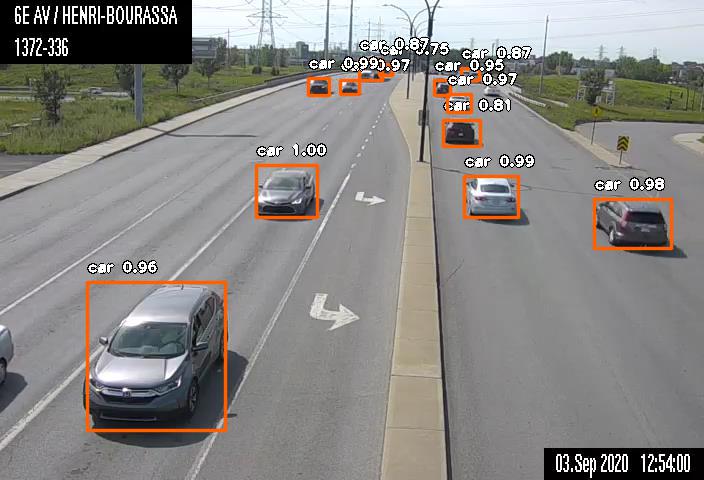 6E AV / HENRI-BOURASSA
1372-336
car 0.87
0.75
car 0.87
car 0.99
0.97
car 0.95
car 0.97
car 0.81
car 1.00
car 0.99
car 0.98
car 0.96
03.Sep 2020 12:54:00